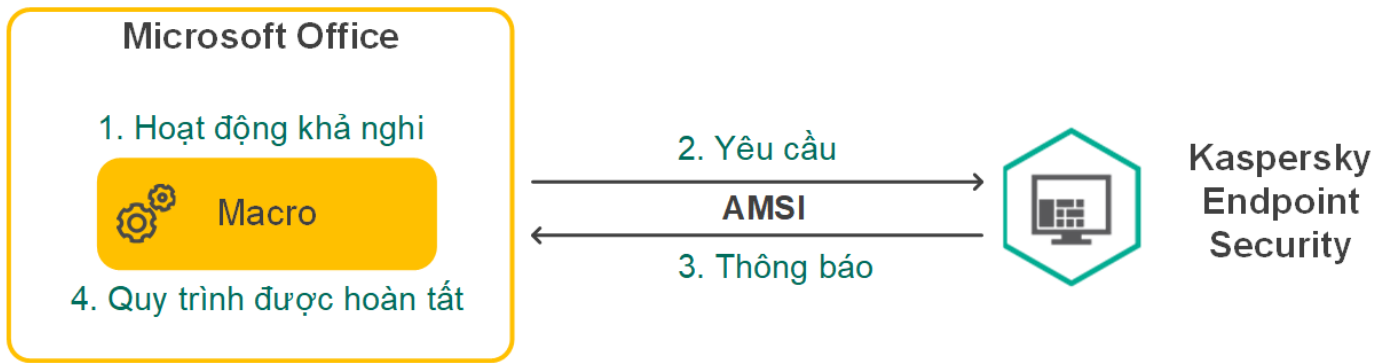 Microsoft Office
1. Hoạt động khả nghi
Macro
4. Quy trình được hoàn tất
2. Yêu cầu
AMSI
3. Thông báo
Kaspersky
Endpoint
Security